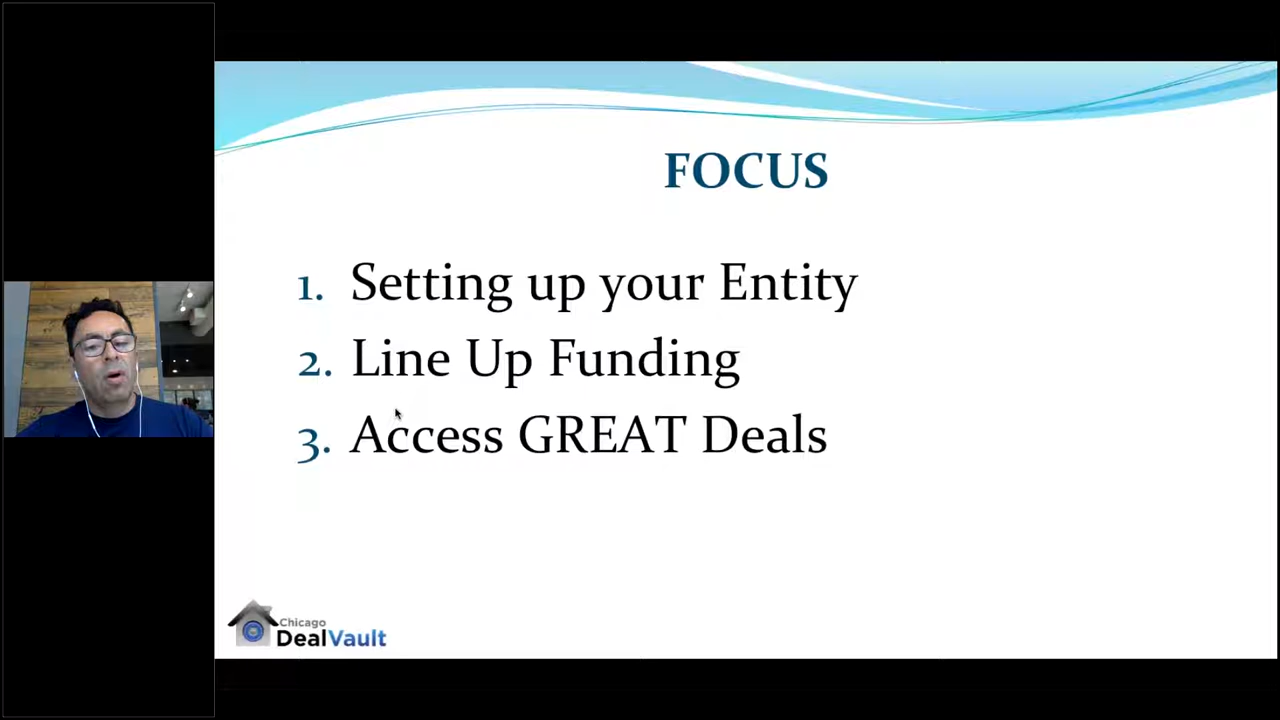 FOCUS
1. Setting up your Entity
2. Line Up Funding
3. Access GREAT Deals
Chicago
DealVault